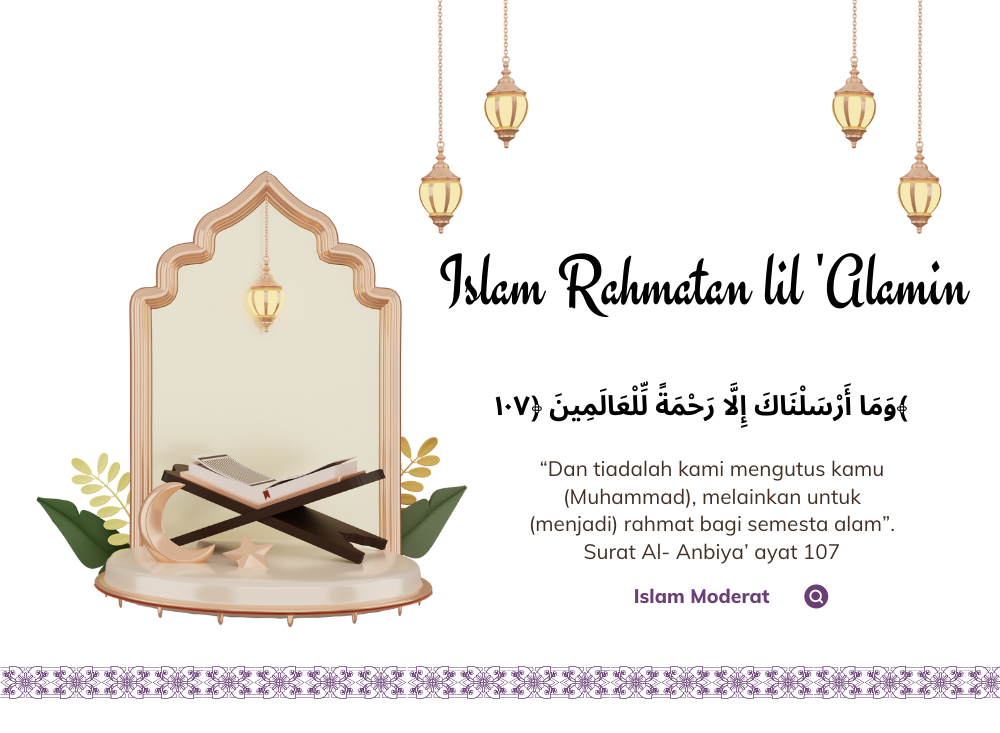 Islam Rahmatan lil 'Alamin
﴿وَمَا أَرْسَلْنَاكَ إِلَّا رَحْمَةً لِّلْعَالَمِينَ ﴿١٠٧
“Dan tiadalah kami mengutus kamu
(Muhammad), melainkan untuk
(menjadi) rahmat bagi semesta alam”.
Surat Al- Anbiya’ ayat 107
Islam Moderat